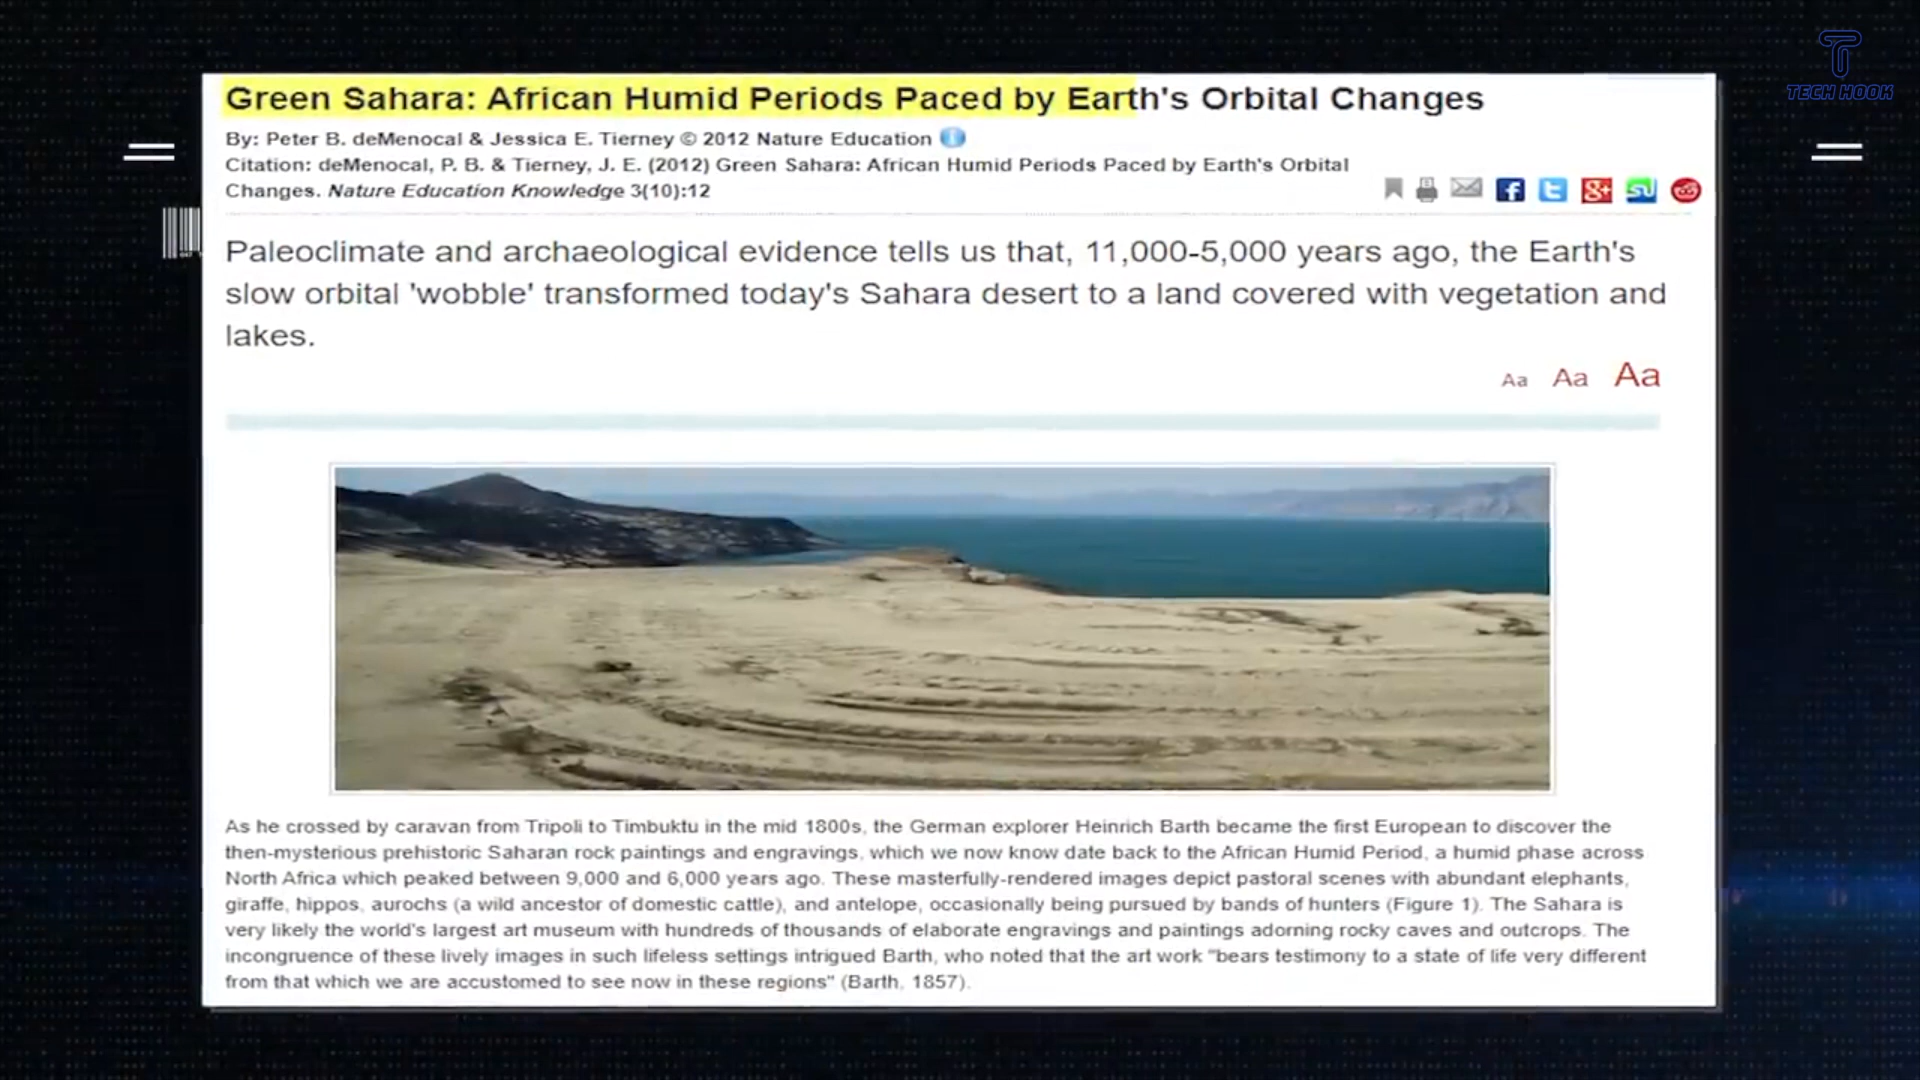 TECH HOOK
Green Sahara: African Humid Periods Paced by Earth's Orbital Changes
By: Peter B. deMenocal & Jessica E. Tierney © 2012 Nature Education
Citation: deMenocal, P. B. & Tierney, J. E. (2012) Green Sahara: African Humid Periods Paced by Earth's Orbital
Changes. Nature Education Knowledge 3(10):12
Paleoclimate and archaeological evidence tells us that, 11,000-5,000 years ago, the Earth's
slow orbital 'wobble' transformed today's Sahara desert to a land covered with vegetation and
lakes.
Aa Aa Aa
As he crossed by caravan from Tripoli to Timbuktu in the mid 1800s, the German explorer Heinrich Barth became the first European to discover the
then-mysterious prehistoric Saharan rock paintings and engravings, which we now know date back to the African Humid Period, a humid phase across
North Africa which peaked between 9,000 and 6,000 years ago. These masterfully-rendered images depict pastoral scenes with abundant elephants,
giraffe, hippos, aurochs (a wild ancestor of domestic cattle), and antelope, occasionally being pursued by bands of hunters (Figure 1). The Sahara is
very likely the world's largest art museum with hundreds of thousands of elaborate engravings and paintings adorning rocky caves and outcrops. The
incongruence of these lively images in such lifeless settings intrigued Barth, who noted that the art work "bears testimony to a state of life very different
from that which we are accustomed to see now in these regions" (Barth, 1857).